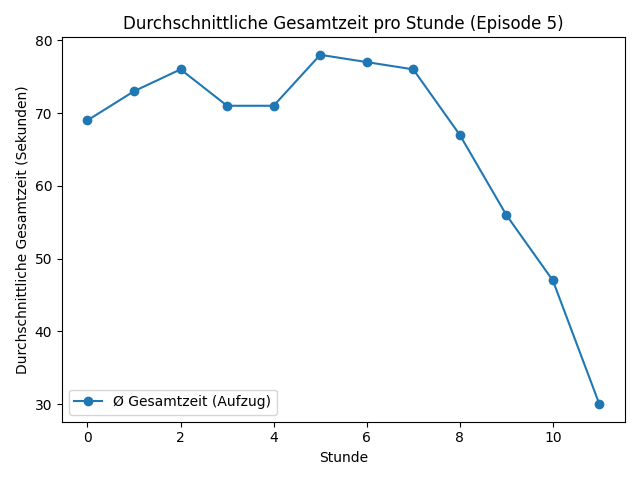 Durchschnittliche Gesamtzeit pro Stunde (Episode 5)
Durchschnittliche Gesamtzeit (Sekunden)
80
70
60
50
40
30
Ø Gesamtzeit (Aufzug)
0 2 4 6 8 10
Stunde